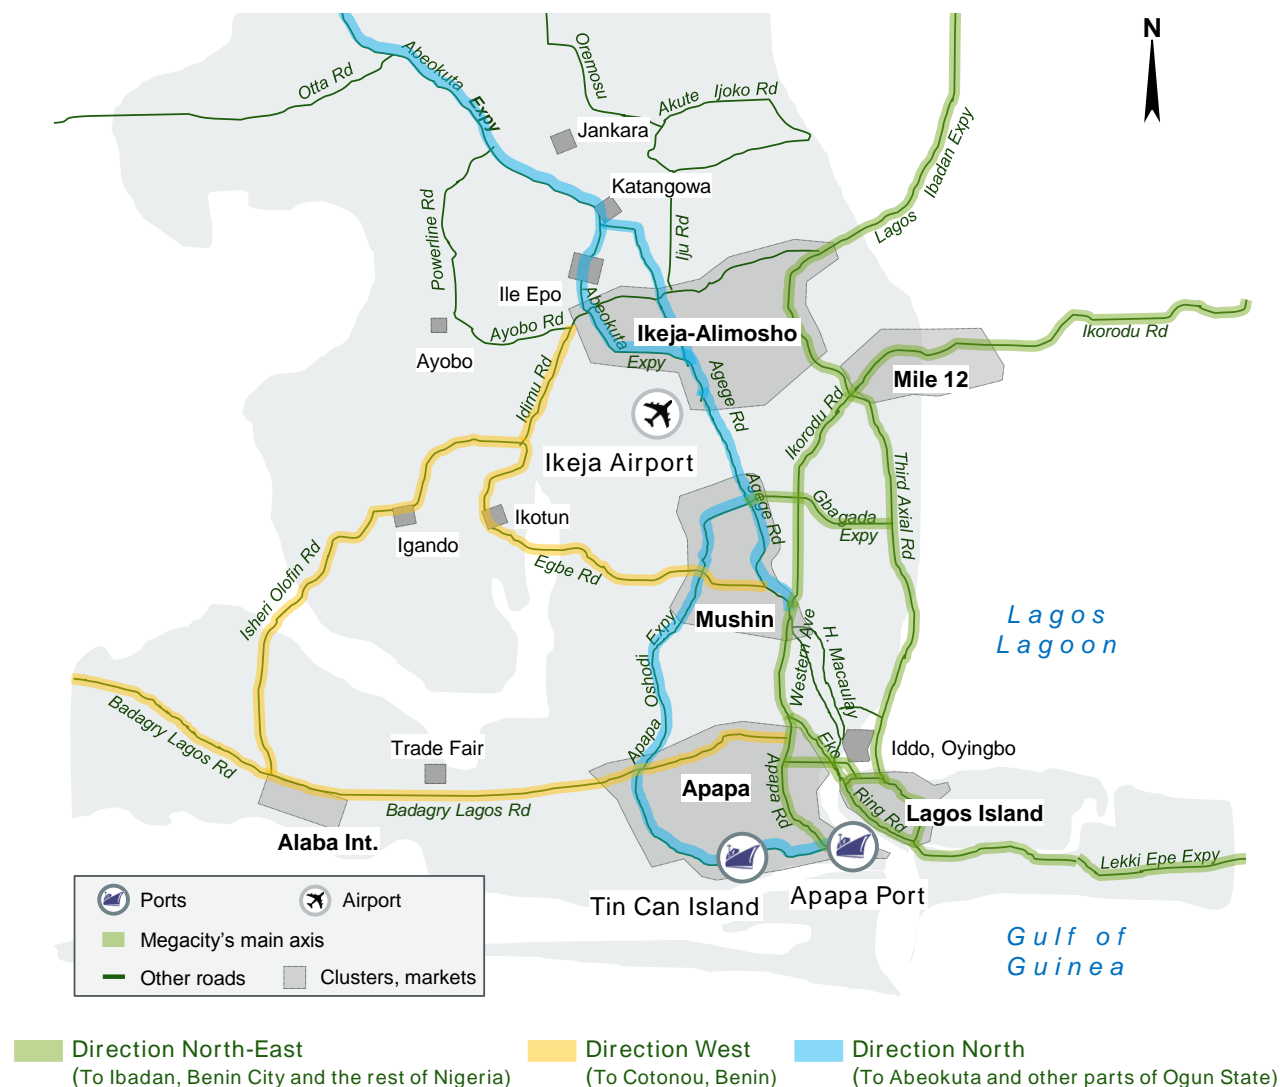 N
Oremosu
Abeokuta
Expy
Otta Rd
Akute
Ijoko Rd
Jankara
Ibadan Expy
Lagos
Katangowa
Powerline Rd
Iju Rd
Ile Epo
Abeokuta
Expy
Ayobo Rd
Ikeja-Alimosho
Ikorodu Rd
Ayobo
Mile 12
Idimu Rd
Agege Rd
Ikorodu Rd
Ikeja Airport
Third Axial Rd
Agege Rd
Gbagada
Expy
Ikotun
Igando
Egbe Rd
Isheri Olofin Rd
Mushin
Western Ave
H. Macaulay
Lagos
Lagoon
Apapa Oshodi Expy
Badagry Lagos Rd
Trade Fair
Eko
Iddo, Oyingbo
Apapa
Apapa Rd
Ring Rd
Lagos Island
Badagry Lagos Rd
Alaba Int.
Lekki Epe Expy
Tin Can Island
Apapa Port
Gulf of
Guinea
Ports
Airport
Megacity's main axis
Other roads
Clusters, markets
Direction North-East
(To Ibadan, Benin City and the rest of Nigeria)
Direction West
(To Cotonou, Benin)
Direction North
(To Abeokuta and other parts of Ogun State)